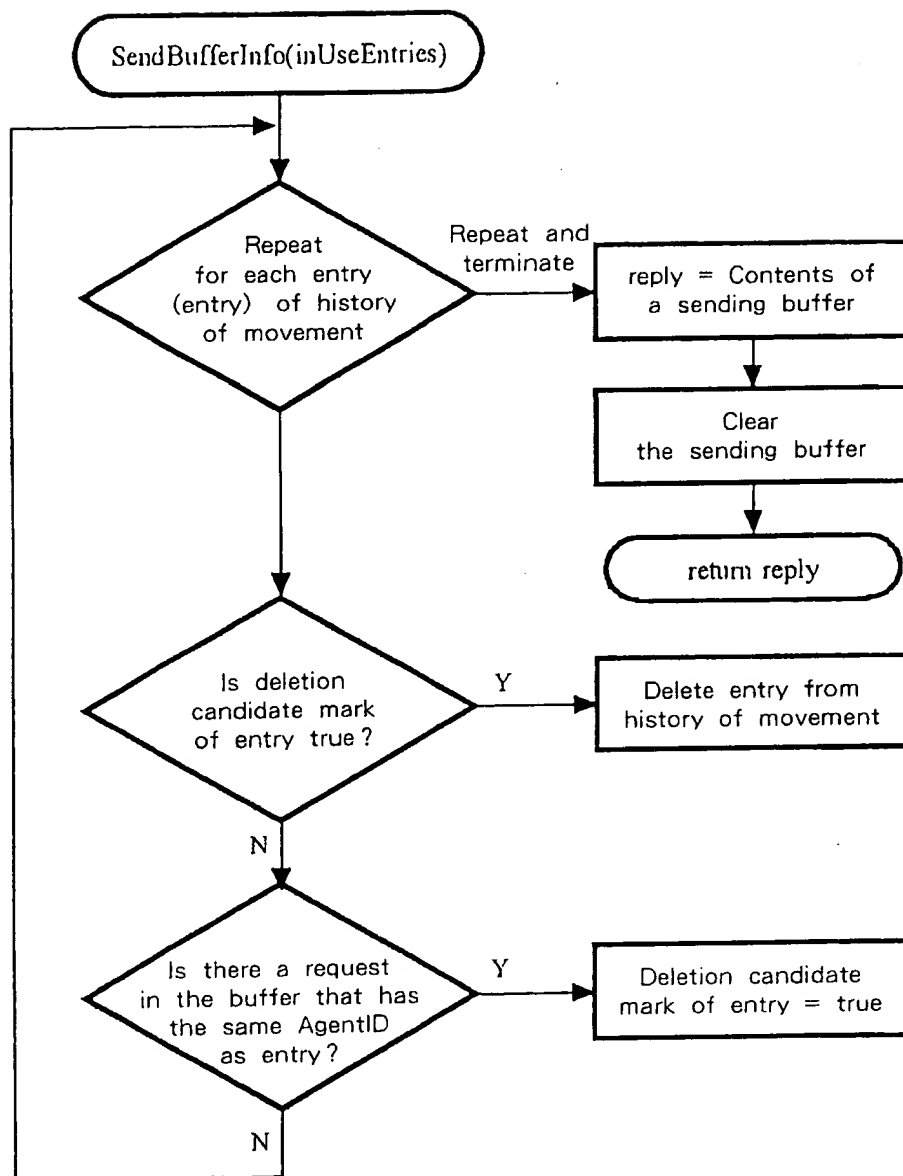 SendBufferInfo(inUseEntries)
Repeat
for each entry
(entry) of history
of movement
Repeat and
terminate
reply = Contents of
a sending buffer
Clear
the sending buffer
return reply
Is deletion
candidate mark
of entry true?
Y
Delete entry from
history of movement
N
Is there a request
in the buffer that has
the same AgentID
as entry?
Y
Deletion candidate
mark of entry = true
N